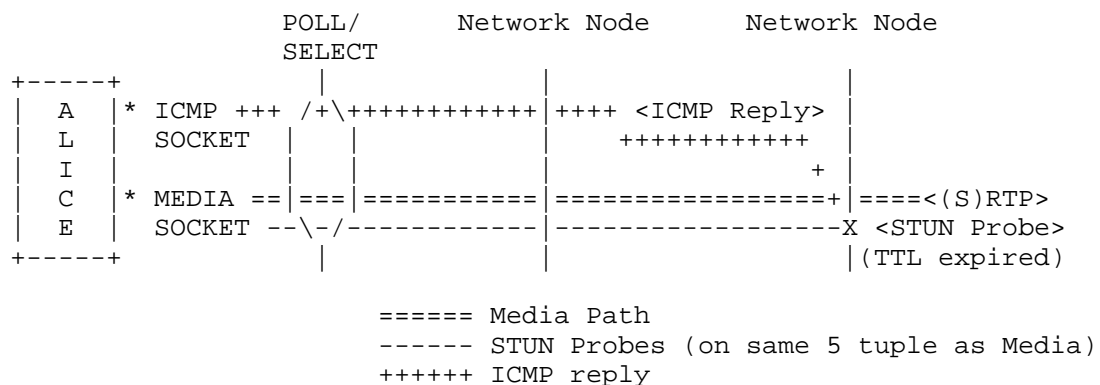 POLL/       Network Node        Network Node
                     SELECT
+-----+                 |               |                    |
|  A  |* ICMP +++ /+\++++++++++++|++++ <ICMP Reply> |
|  L  |  SOCKET  |   |            |     ++++++++++++  |
|  I  |          |   |            |                 + |
|  C  |* MEDIA ==|===|============|=================+|====<(S)RTP>
|  E  |  SOCKET --\-/------------|------------------X <STUN Probe>
+-----+                 |               |                    |(TTL expired)
====== Media Path
------ STUN Probes (on same 5 tuple as Media)
++++++ ICMP reply